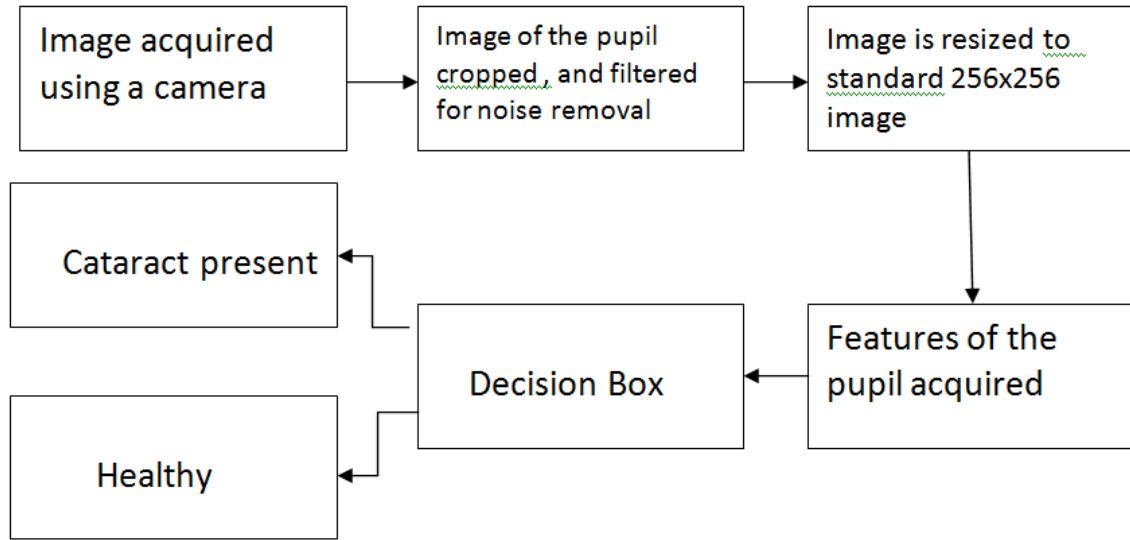 Image acquired
using a camera
Image of the pupil
cropped , and filtered
for noise removal
Image is resized to
standard 256x256
image
Features of the
pupil acquired
Decision Box
Cataract present
Healthy